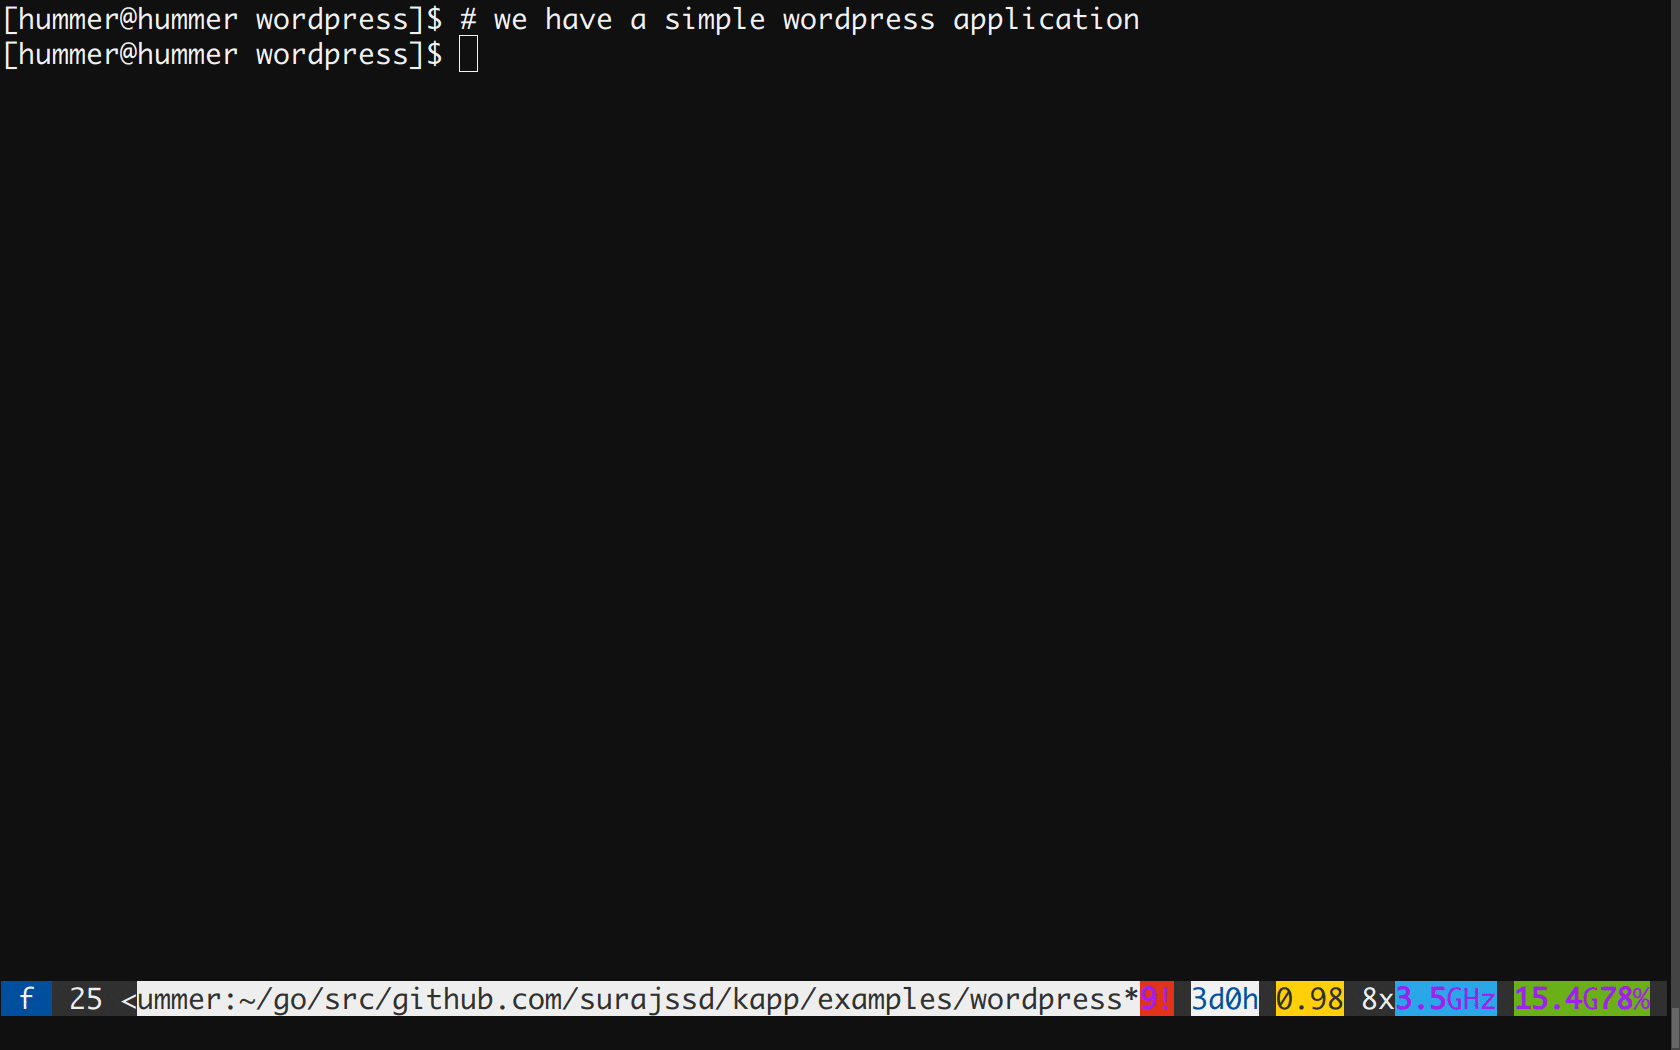 [hummer@hummer wordpress]$ # we have a simple wordpress application
[hummer@hummer wordpress]$
f 25 <ummer:~/go/src/github.com/surajssd/kapp/examples/wordpress*9! 3d0h 0.98 8x3.5GHz 15.4G78%